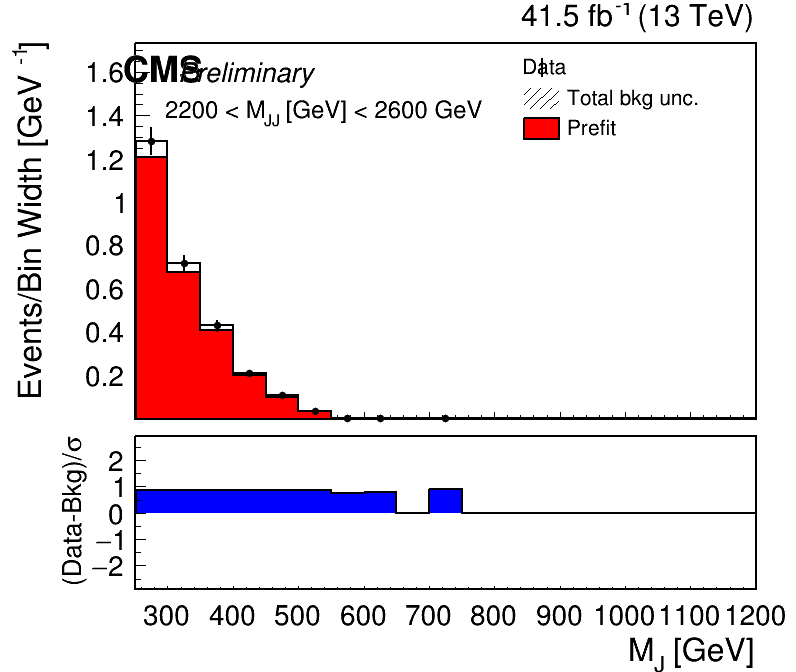 41.5 fb-1 (13 TeV)
CMS Preliminary
Data
2200 < MJJ [GeV] < 2600 GeV
Total bkg unc.
Prefit
Events/Bin Width [GeV-1]
1.6
1.4
1.2
1
0.8
0.6
0.4
0.2
(Data-Bkg)/σ
2
1
0
−1
−2
300 400 500 600 700 800 900 1000 1100 1200
MJ [GeV]